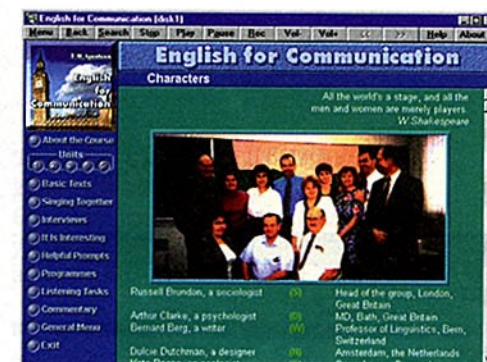 English for Communication (disk1)
Menu Back Search Stop Play Pause Rec Vol- Vol+ << >> Help About
English
for
Communication
English for Communication
Characters
All the world's a stage, and all the
men and women are merely players.
W.Shakespeare
About the Course
Units
Basic Texts
Singing Together
Interviews
It Is Interesting
Helpful Prompts
Programmes
Listening Tasks
Commentary
General Menu
Exit
Russell Brundon, a sociologist (S) Head of the group, London,
Great Britain
Arthur Clarke, a psychologist MD, Bath, Great Britain
Bernard Berg, a writer (W) Professor of Linguistics, Bern,
Switzerland
Dulcie Dutchman, a designer Amsterdam, the Netherlands